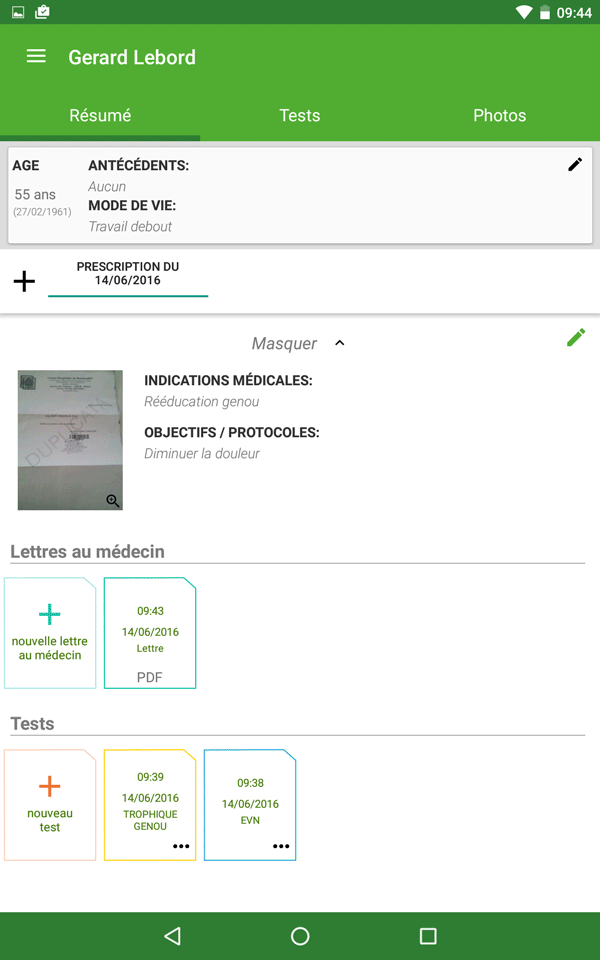 09:44
Gerard Lebord
Résumé
Tests
Photos
AGE
55 ans
(27/02/1961)
ANTÉCÉDENTS:
Aucun
MODE DE VIE:
Travail debout
PRESCRIPTION DU
14/06/2016
Masquer
DUPLICAN
INDICATIONS MÉDICALES:
Rééducation genou
OBJECTIFS / PROTOCOLES:
Diminuer la douleur
Lettres au médecin
nouvelle lettre
au médecin
09:43
14/06/2016
Lettre
PDF
Tests
nouveau
test
09:39
14/06/2016
TROPHIQUE
GENOU
09:38
14/06/2016
EVN